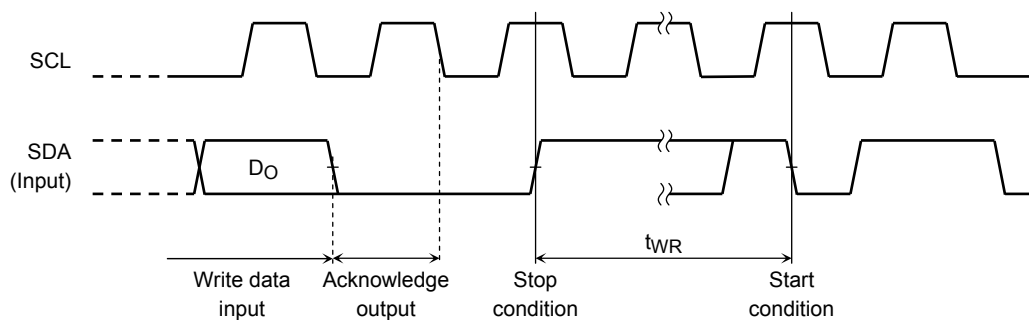 SCL
SDA
(Input)
DO
tWR
Write data
input
Acknowledge
output
Stop
condition
Start
condition